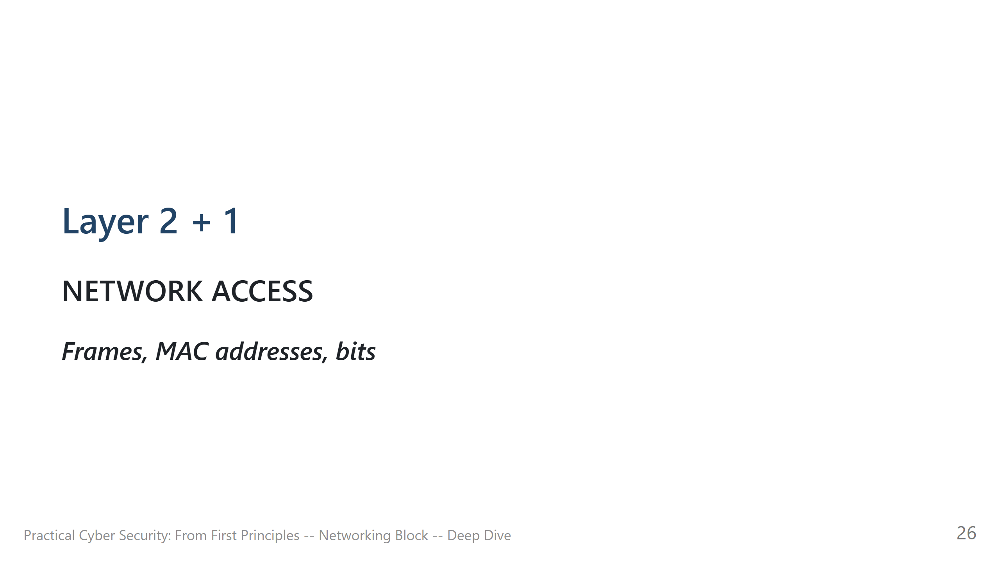 Layer 2 + 1
NETWORK ACCESS
Frames, MAC addresses, bits
Practical Cyber Security: From First Principles -- Networking Block -- Deep Dive
26